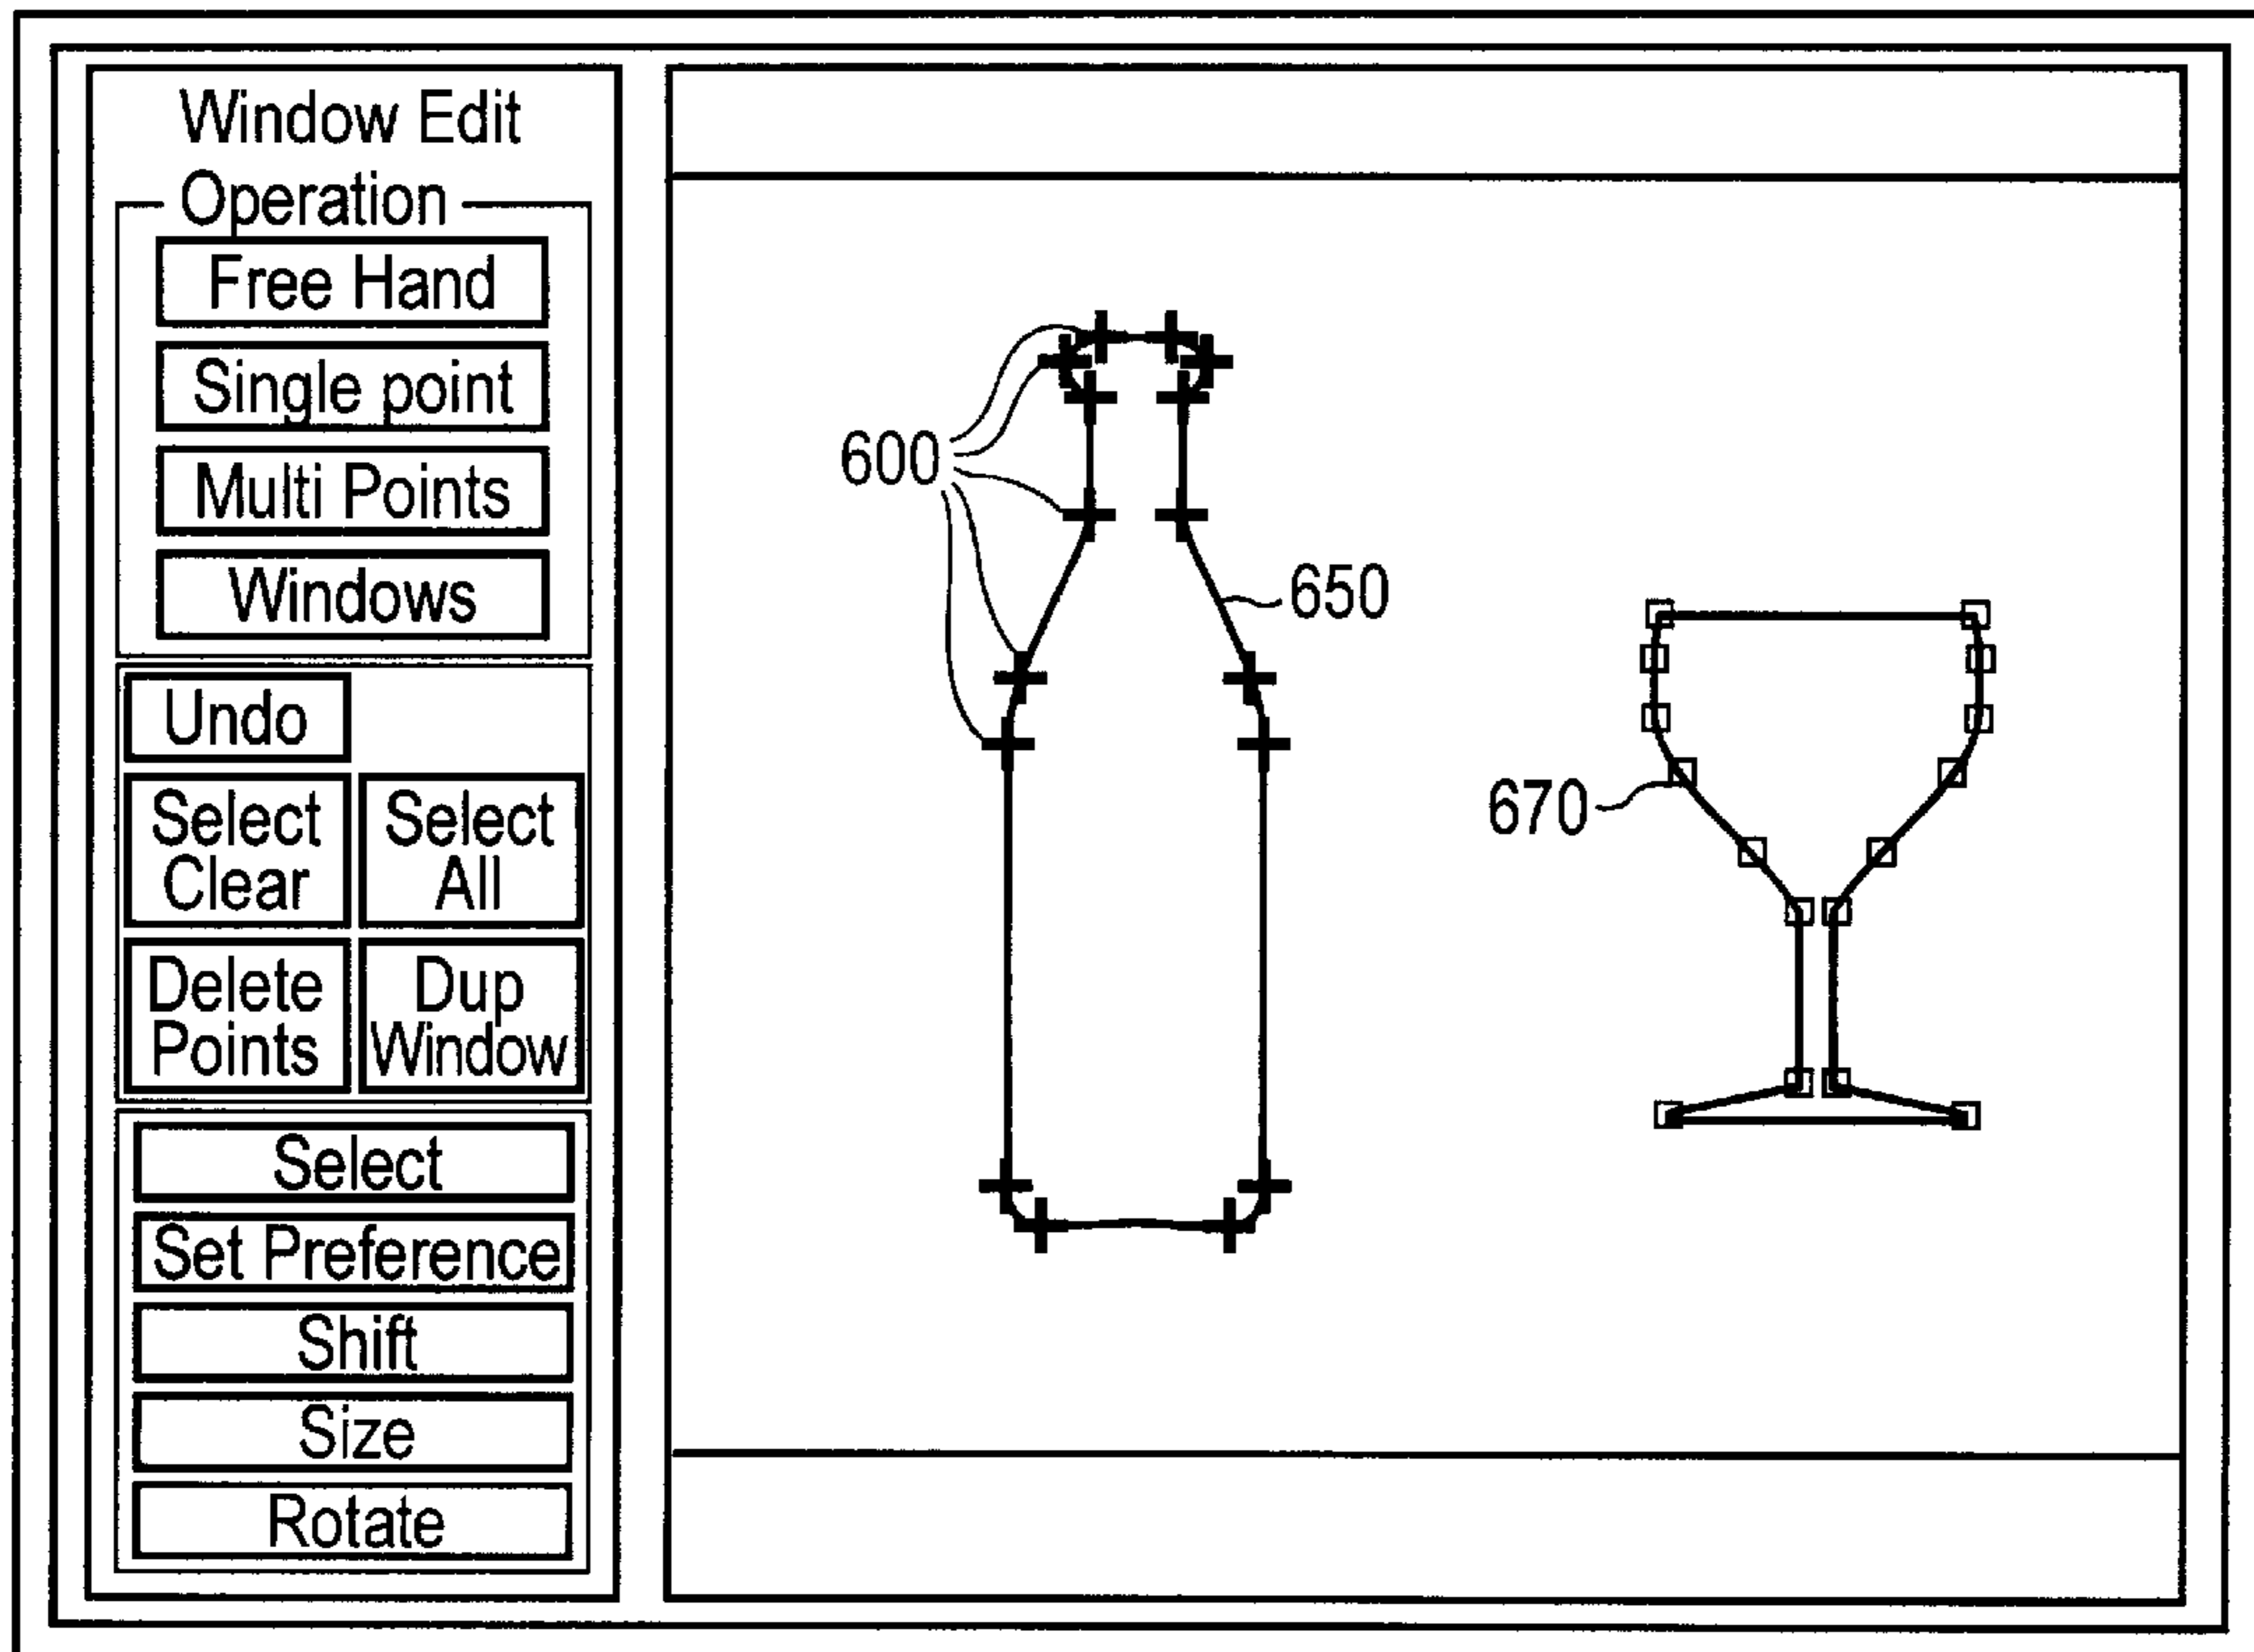 Window Edit
Operation
Free Hand
Single point
Multi Points
Windows
Undo
Select
Clear
Select
All
Delete
Points
Dup
Window
Select
Set Preference
Shift
Size
Rotate
600
650
670